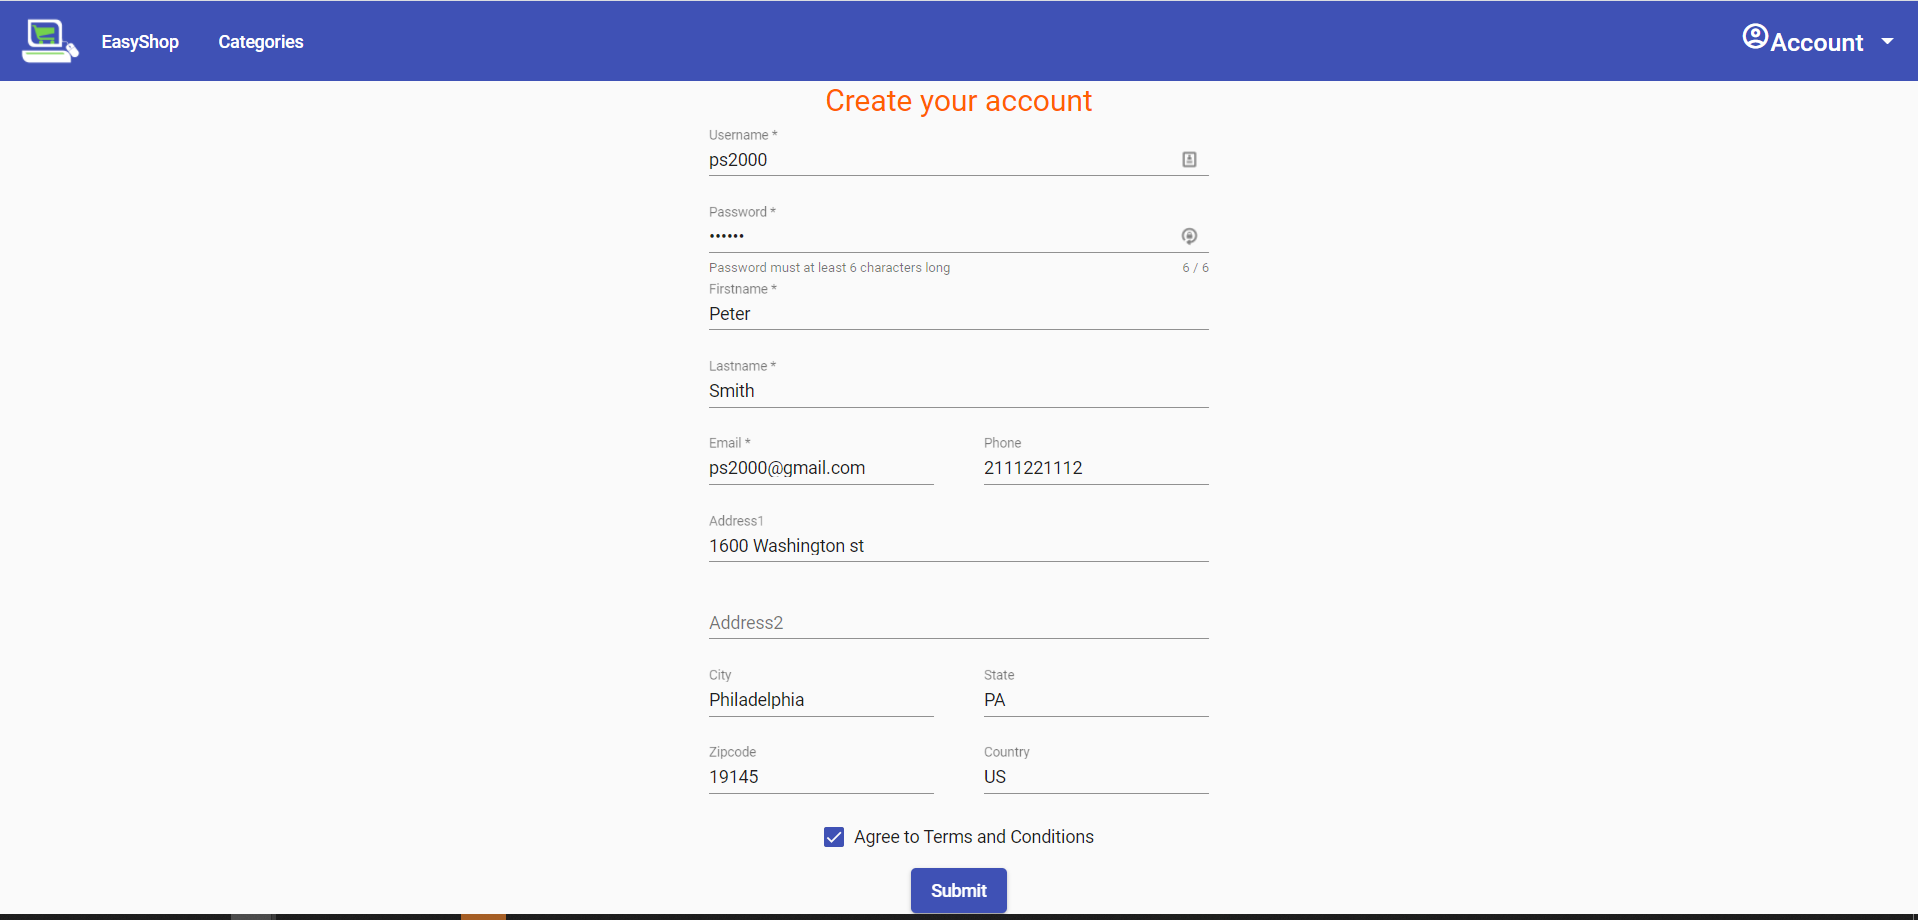 EasyShop Categories Account
Create your account
Username *
ps2000
Password *
••••••
Password must at least 6 characters long 6 / 6
Firstname *
Peter
Lastname *
Smith
Email * Phone
ps2000@gmail.com 2111221112
Address1
1600 Washington st
Address2
City State
Philadelphia PA
Zipcode Country
19145 US
Agree to Terms and Conditions
Submit